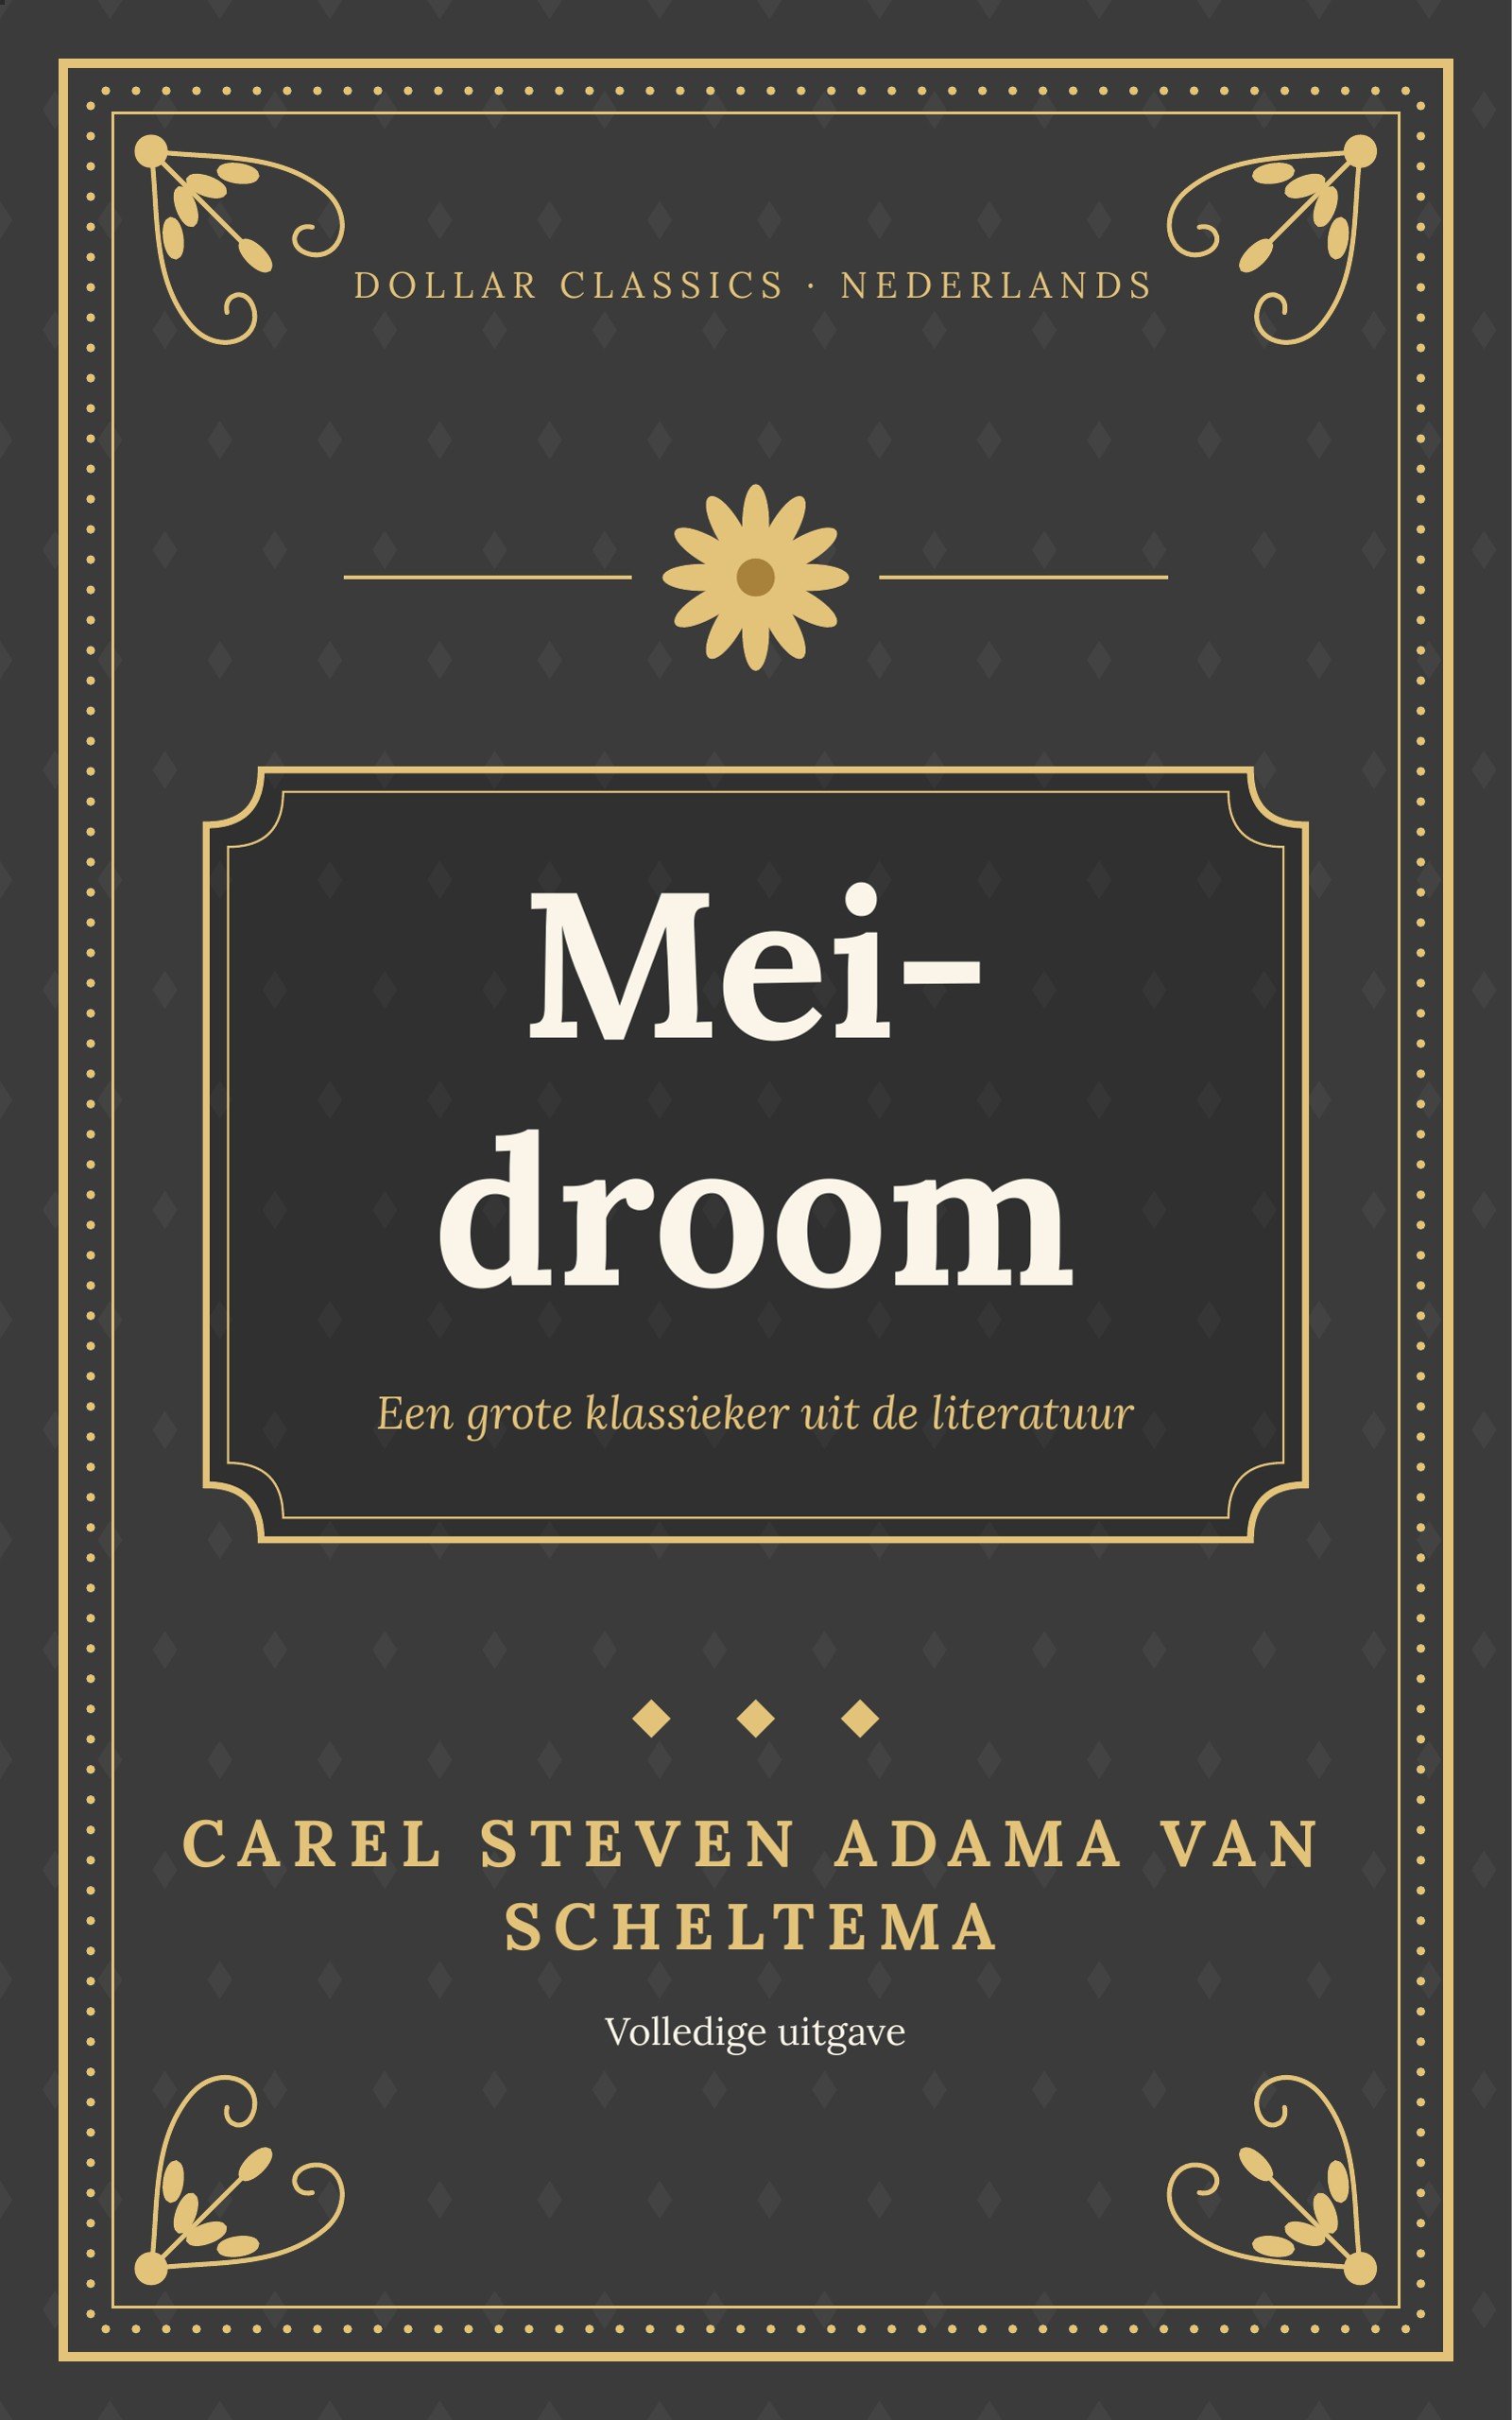 DOLLAR CLASSICS · NEDERLANDS
Mei-
droom
Een grote klassieker uit de literatuur
CAREL STEVEN ADAMA VAN
SCHELTEMA
Volledige uitgave